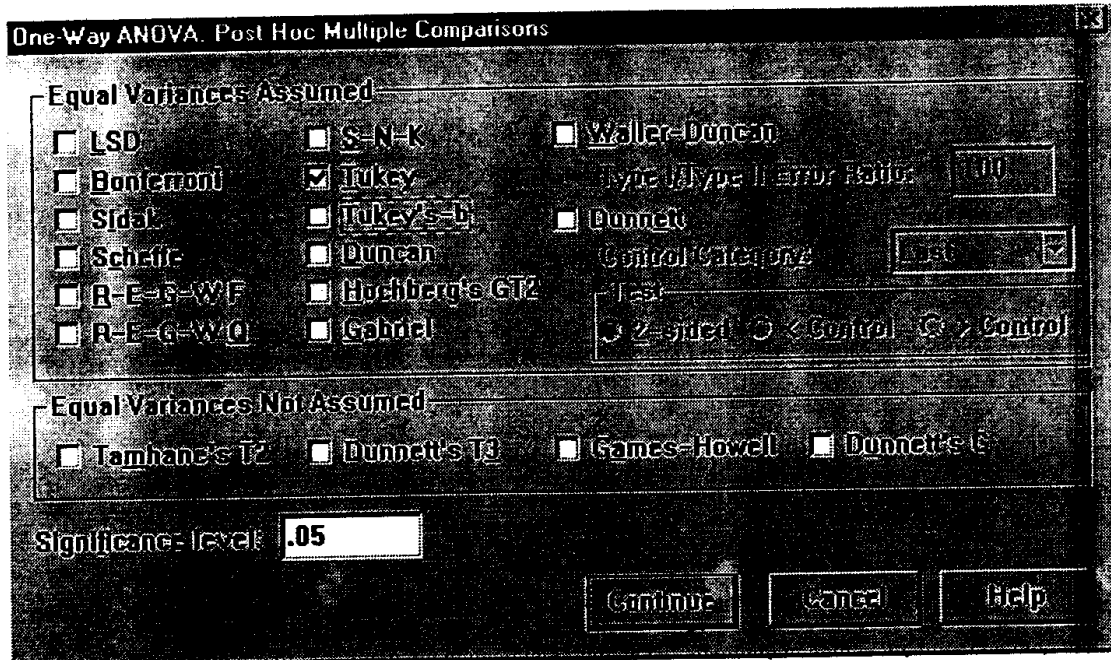 One-Way ANOVA. Post Hoc Multiple Comparisons
Equal Variances Assumed
LSD
S-N-K
Waller-Duncan
Bonferroni
Tukey
Type I/Type II Error Ratio:
100
Sidak
Tukey's-b
Dunnett
Scheffe
Duncan
Control Category:
Last
R-E-G-W F
Hochberg's GT2
Test
R-E-G-W Q
Gabriel
2-sided
< Control
> Control
Equal Variances Not Assumed
Tamhane's T2
Dunnett's T3
Games-Howell
Dunnett's C
Significance level:
.05
Continue
Cancel
Help